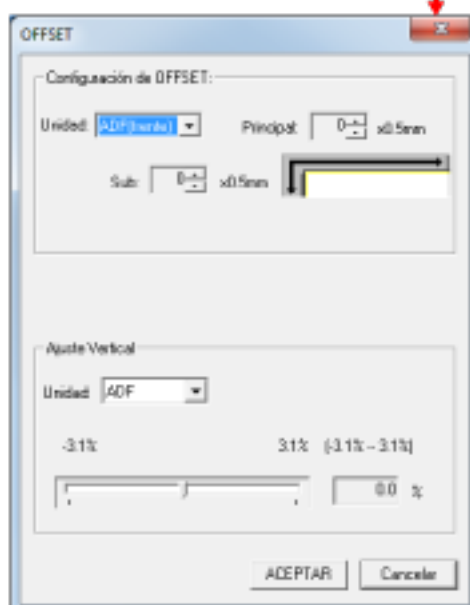 OFFSET
Configuración de OFFSET:
Unidad: ADF(frente) Principal: 0 x0.5mm
Sub: 0 x0.5mm
Ajuste Vertical
Unidad: ADF
-3.1% 3.1% (-3.1% -- 3.1%)
0.0 %
ACEPTAR Cancelar